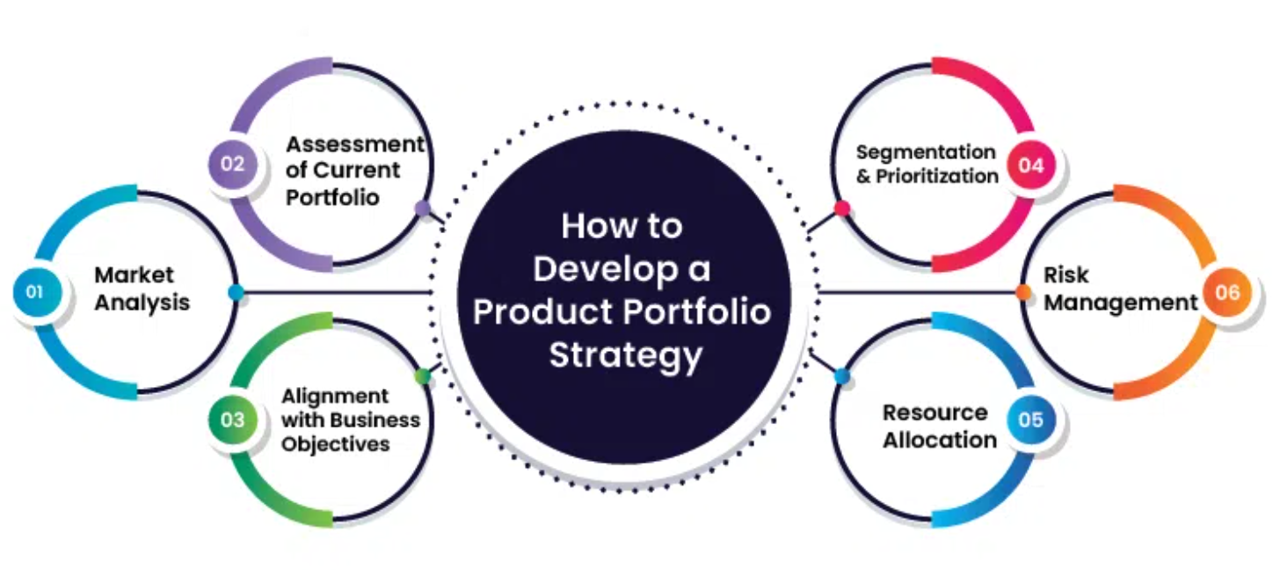 01
Market
Analysis
02
Assessment
of Current
Portfolio
03
Alignment
with Business
Objectives
How to
Develop a
Product Portfolio
Strategy
04
Segmentation
& Prioritization
05
Resource
Allocation
06
Risk
Management